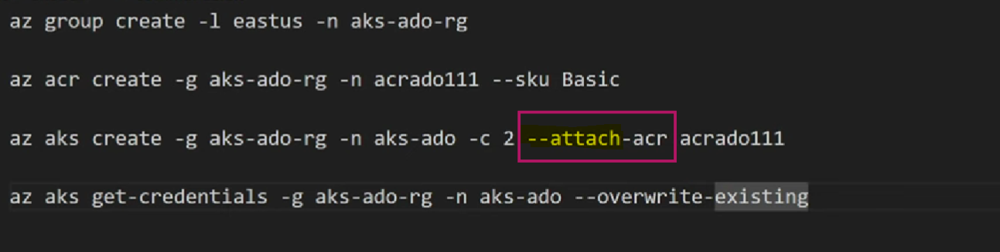 az group create -l eastus -n aks-ado-rg
az acr create -g aks-ado-rg -n acrado111 --sku Basic
az aks create -g aks-ado-rg -n aks-ado -c 2 --attach-acr acrado111
az aks get-credentials -g aks-ado-rg -n aks-ado --overwrite-existing